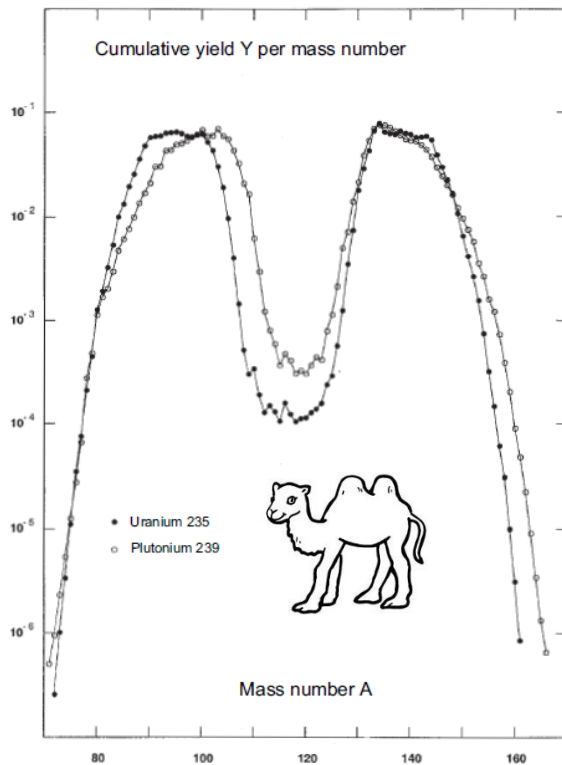 Cumulative yield Y per mass number
10-1
10-2
10-3
10-4
10-5
10-6
Uranium 235
Plutonium 239
Mass number A
80 100 120 140 160